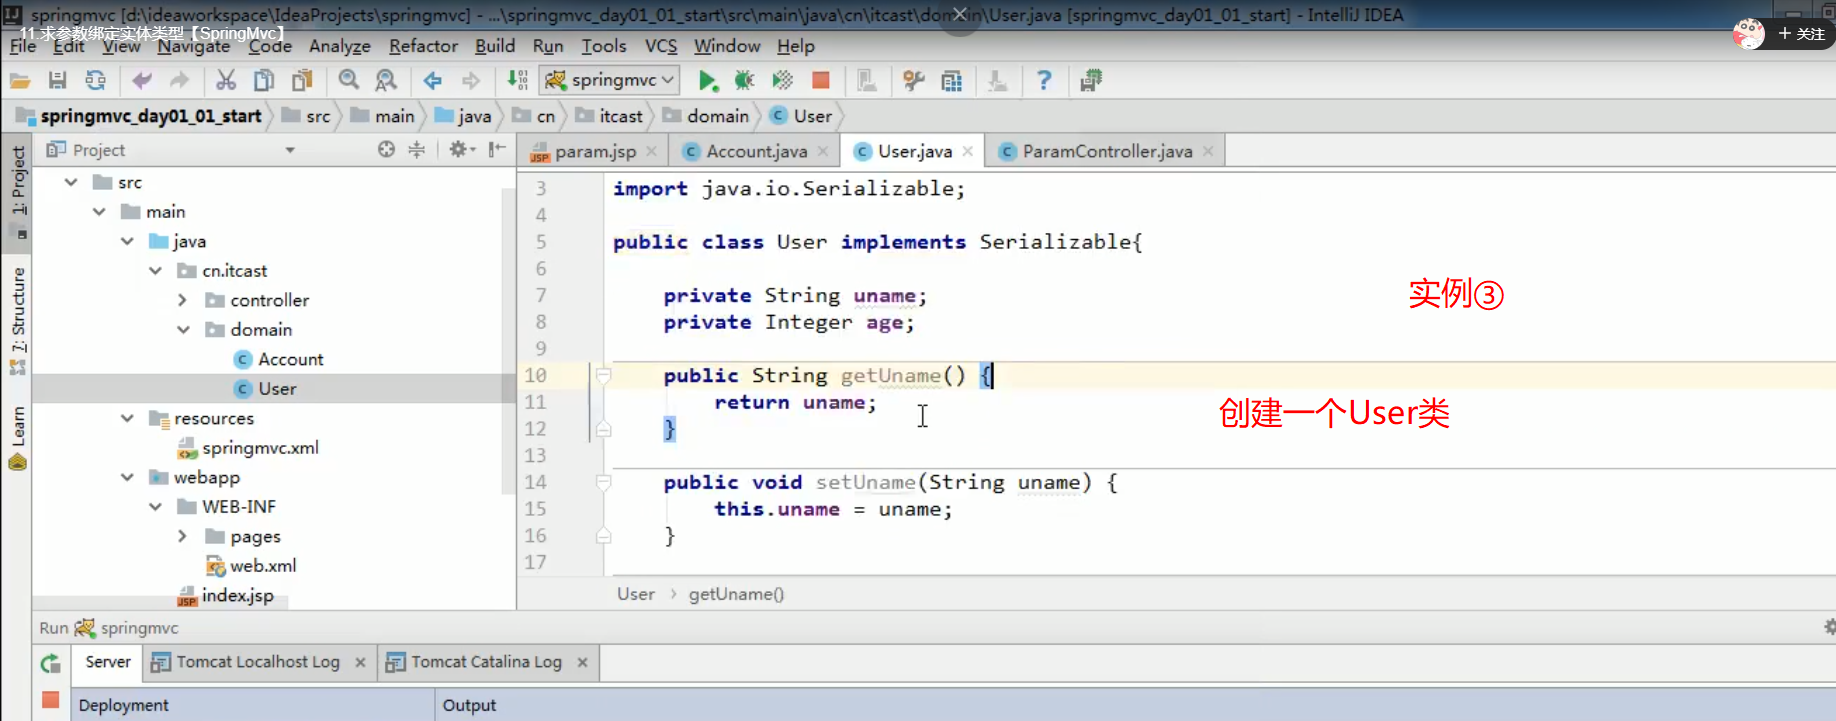 springmvc [d:\ideaworkspace\IdeaProjects\springmvc] - ...\springmvc_day01_01_start\src\main\java\cn\itcast\domain\User.java [springmvc_day01_01_start] - IntelliJ IDEA
11.求参数绑定实体类型【SpringMvc】
+ 关注
File Edit View Navigate Code Analyze Refactor Build Run Tools VCS Window Help
springmvc
springmvc_day01_01_start src main java cn itcast domain User
Project
param.jsp Account.java User.java ParamController.java
1: Project
7: Structure
Learn
src
main
java
cn.itcast
controller
domain
Account
User
resources
springmvc.xml
webapp
WEB-INF
pages
web.xml
index.jsp
3 import java.io.Serializable;
4
5 public class User implements Serializable{
6
7 private String uname;
8 private Integer age;
9
10 public String getUname() {
11 return uname;
12 }
13
14 public void setUname(String uname) {
15 this.uname = uname;
16 }
17
实例③
创建一个User类
User > getUname()
Run springmvc
Server Tomcat Localhost Log Tomcat Catalina Log
Deployment Output